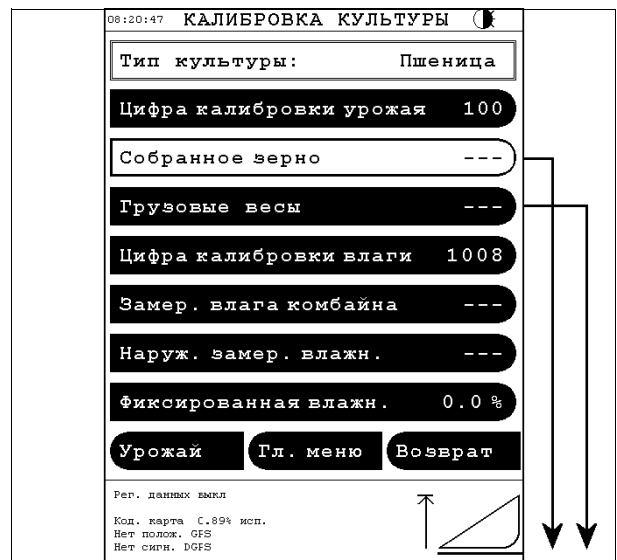 08:20:47 КАЛИБРОВКА КУЛЬТУРЫ
Тип культуры: Пшеница
Цифра калибровки урожая 100
Собранное зерно ---
Грузовые весы ---
Цифра калибровки влаги 1008
Замер. влага комбайна ---
Наруж. замер. влажн. ---
Фиксированная влажн. 0.0 %
Урожай Гл. меню Возврат
Рег. данных выкл
Код. карта 0.89% исп.
Нет полож. GPS
Нет сигн. DGPS